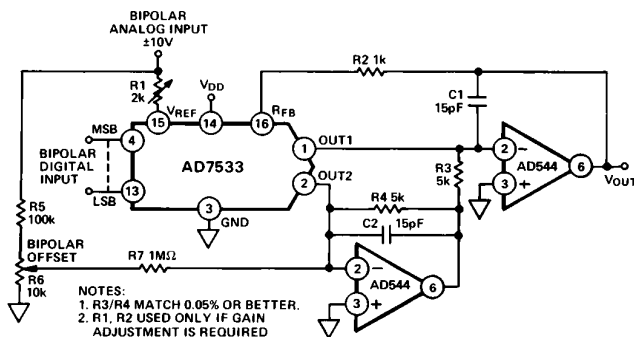 BIPOLAR
ANALOG INPUT
±10V
R1
2k
VREF
VDD
RFB
R2 1k
C1
15pF
15
14
16
MSB
4
BIPOLAR
DIGITAL INPUT
LSB
13
AD7533
1
OUT1
2
OUT2
3
GND
R3
5k
R4 5k
C2
15pF
2
−
3
+
AD544
6
VOUT
R5
100k
BIPOLAR
OFFSET
R6
10k
R7 1MΩ
2
−
3
+
AD544
6
NOTES:
1. R3/R4 MATCH 0.05% OR BETTER.
2. R1, R2 USED ONLY IF GAIN
ADJUSTMENT IS REQUIRED